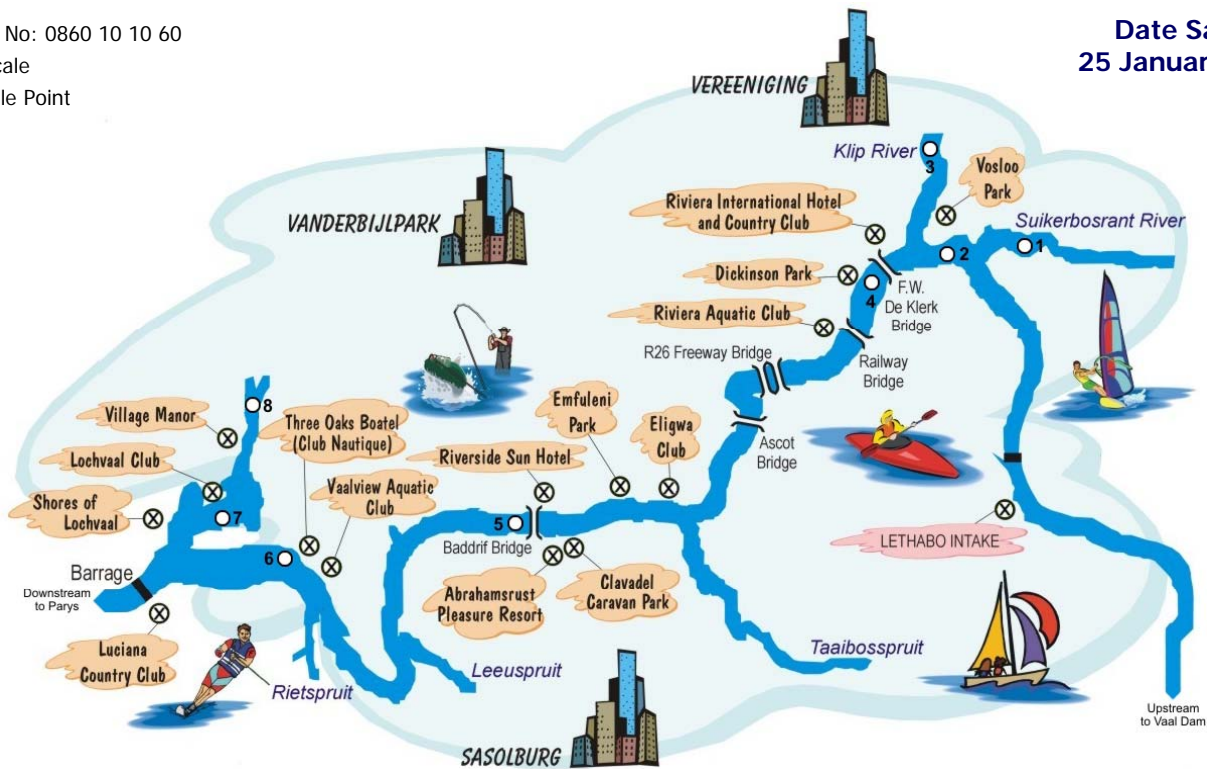 No: 0860 10 10 60
Date Sa
25 Januar
VEREENIGING
Klip River
3
Vosloo
Park
Riviera International Hotel
and Country Club
Suikerbosrant River
VANDERBIJLPARK
2
1
Dickinson Park
4
F.W.
De Klerk
Bridge
Riviera Aquatic Club
R26 Freeway Bridge
Railway
Bridge
Village Manor
8
Three Oaks Boatel
(Club Nautique)
Emfuleni
Park
Eligwa
Club
Ascot
Bridge
Lochvaal Club
Riverside Sun Hotel
Vaalview Aquatic
Club
Shores of
Lochvaal
7
5
Baddrif Bridge
LETHABO INTAKE
6
Barrage
Downstream
to Parys
Abrahamsrust
Pleasure Resort
Clavadel
Caravan Park
Luciana
Country Club
Rietspruit
Leeuspruit
Taaibosspruit
Upstream
to Vaal Dam
SASOLBURG